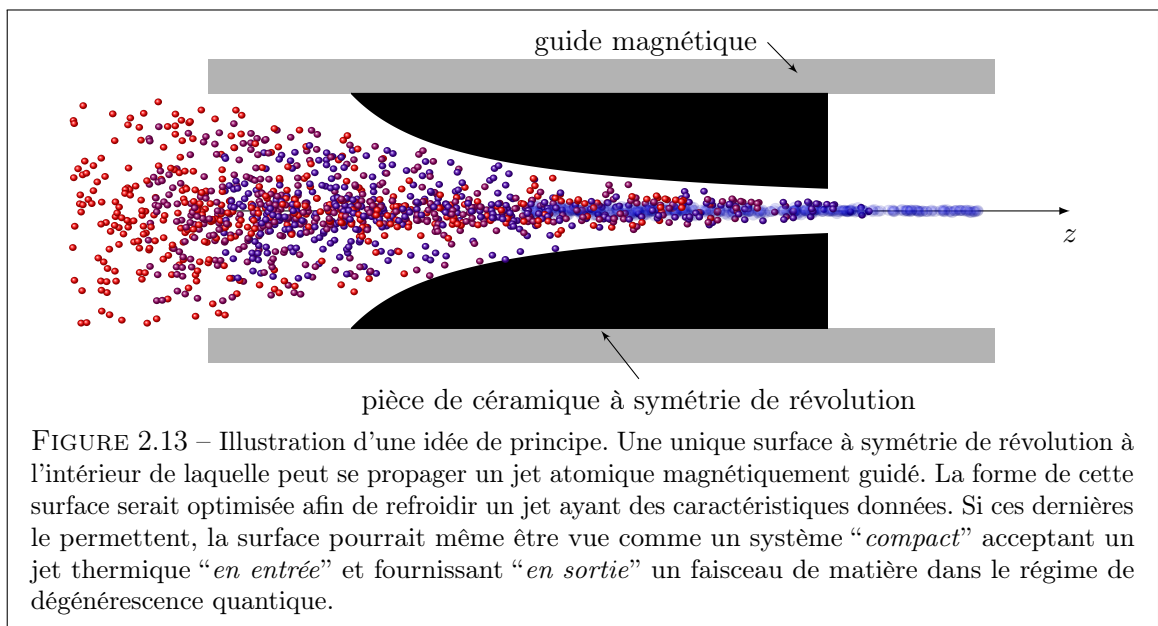 guide magnétique
z
pièce de céramique à symétrie de révolution
FIGURE 2.13 – Illustration d'une idée de principe. Une unique surface à symétrie de révolution à
l'intérieur de laquelle peut se propager un jet atomique magnétiquement guidé. La forme de cette
surface serait optimisée afin de refroidir un jet ayant des caractéristiques données. Si ces dernières
le permettent, la surface pourrait même être vue comme un système “compact” acceptant un
jet thermique “en entrée” et fournissant “en sortie” un faisceau de matière dans le régime de
dégénérescence quantique.